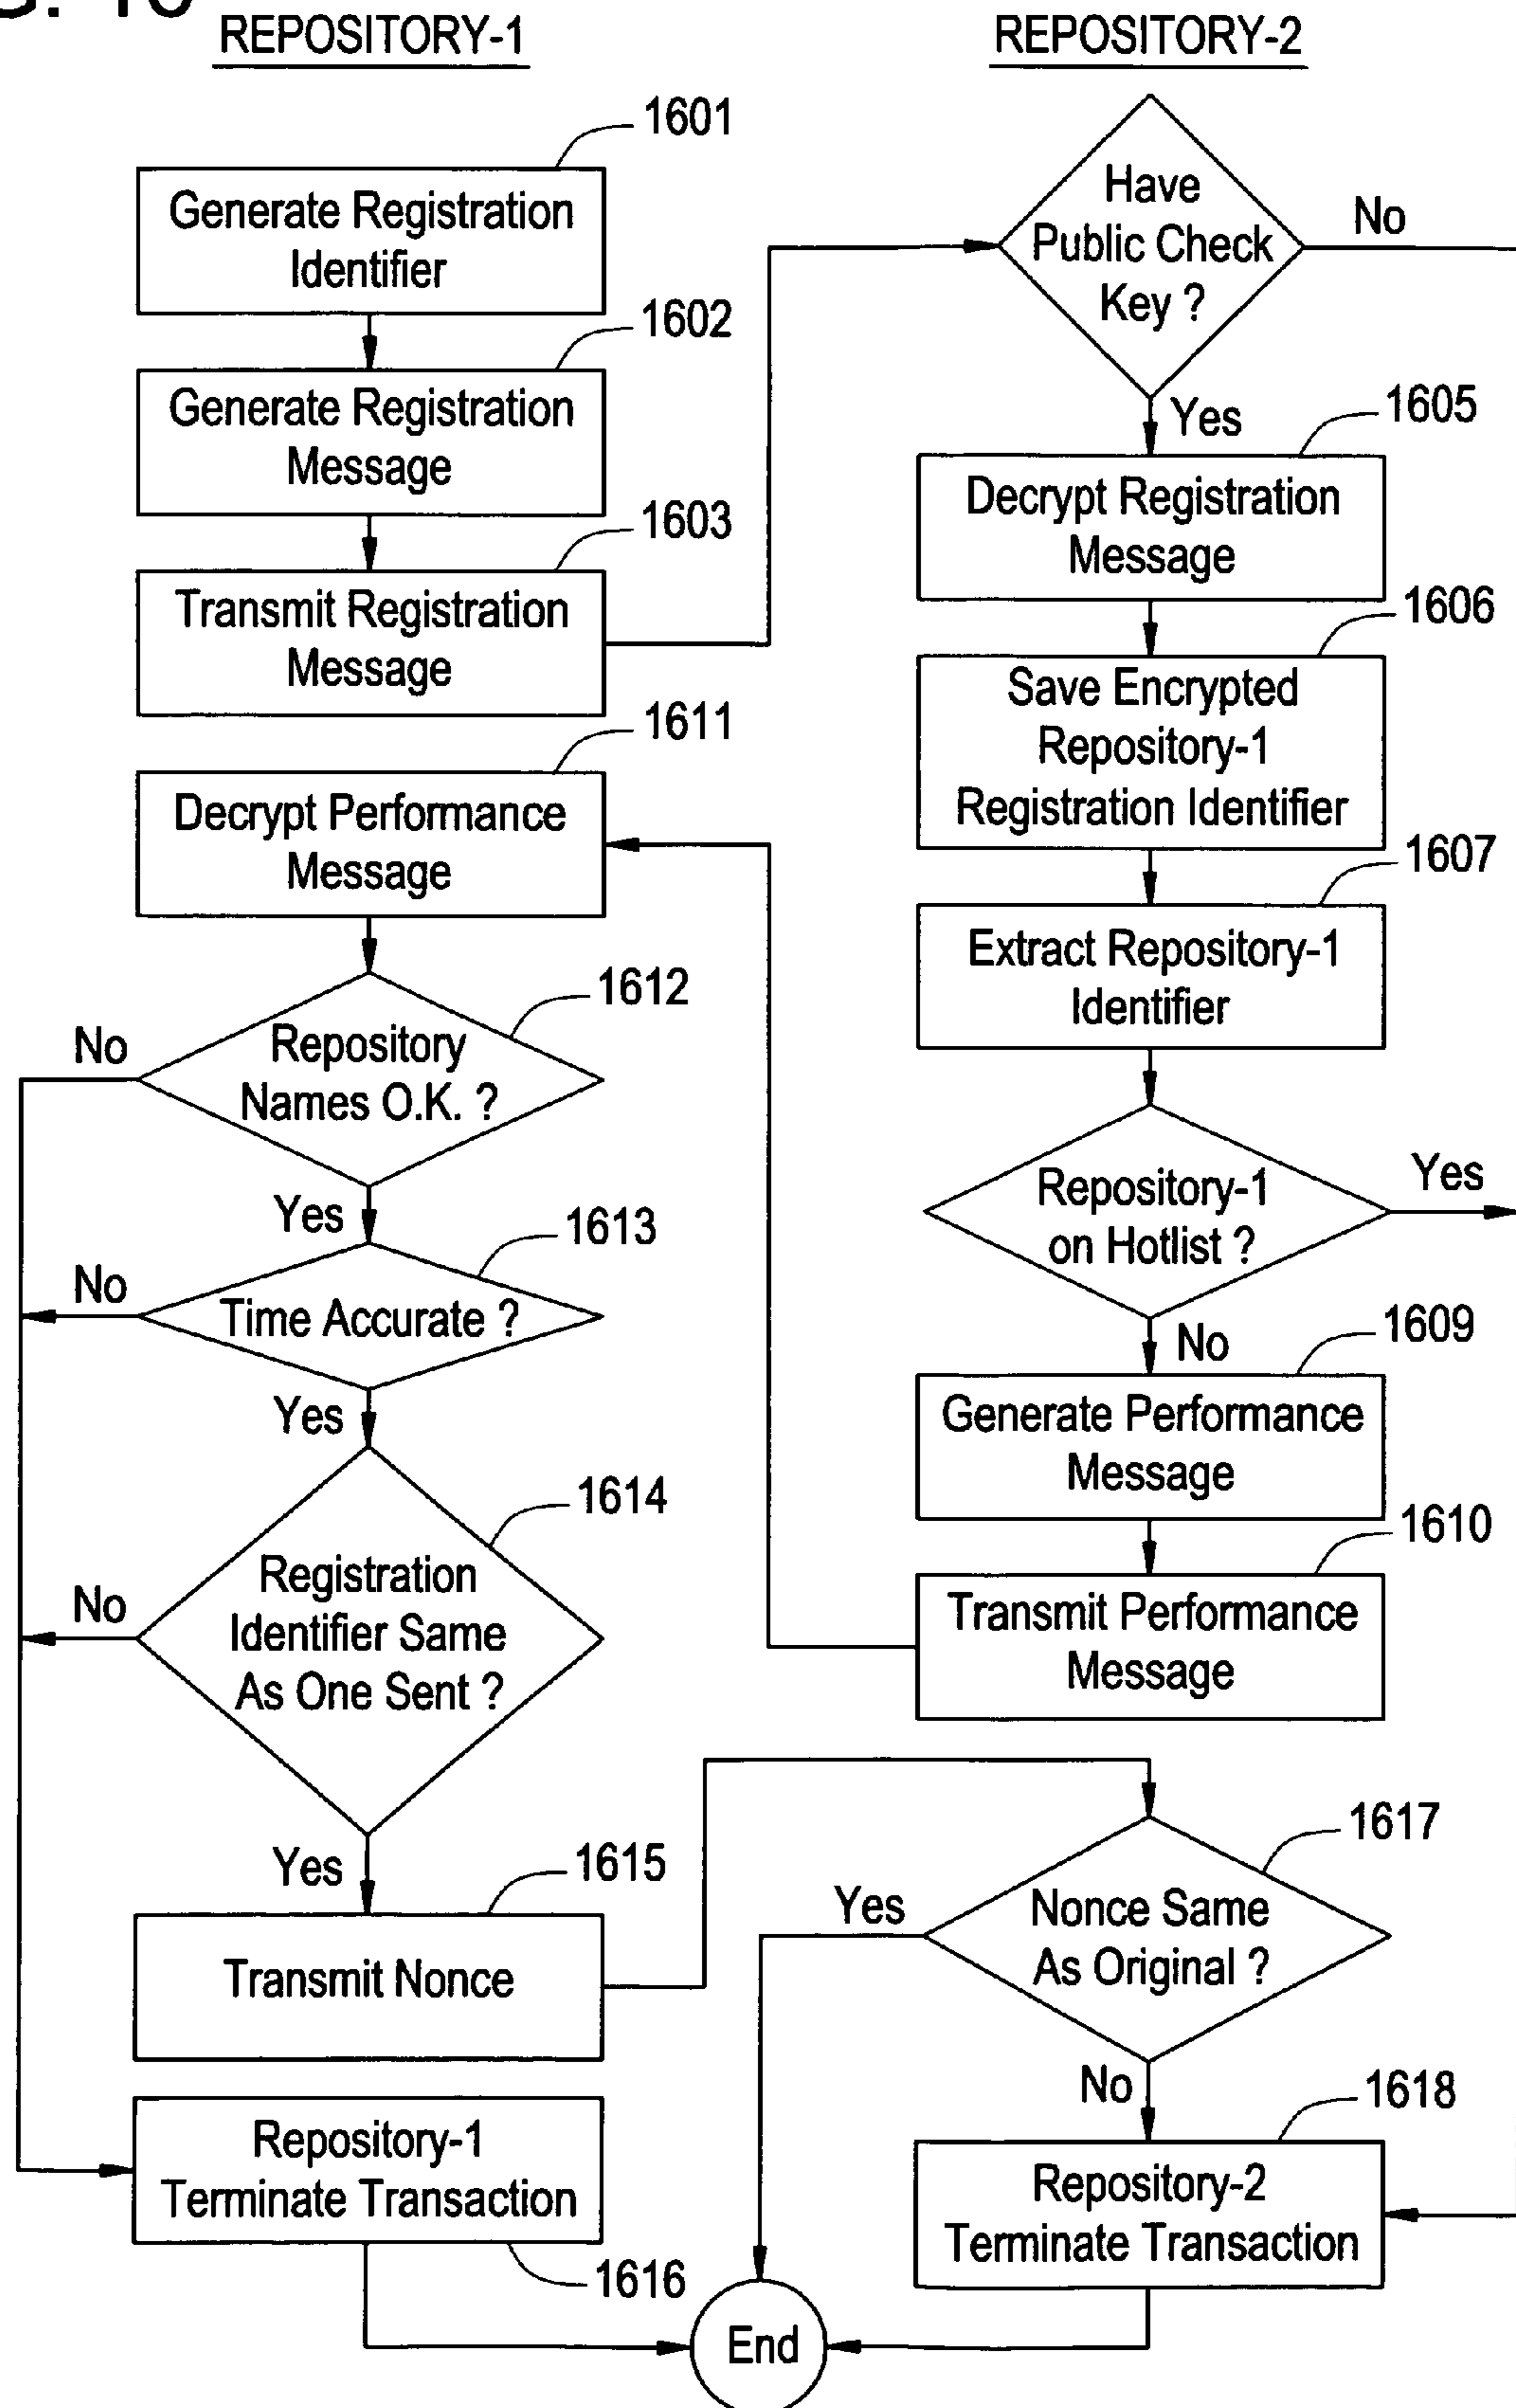 REPOSITORY-1
REPOSITORY-2
1601
Generate Registration
Identifier
1602
Generate Registration
Message
1603
Transmit Registration
Message
1611
Decrypt Performance
Message
1612
Repository
Names O.K. ?
No
Yes
1613
Time Accurate ?
No
Yes
1614
Registration
Identifier Same
As One Sent ?
No
Yes
1615
Transmit Nonce
Repository-1
Terminate Transaction
1616
Have
Public Check
Key ?
No
Yes
1605
Decrypt Registration
Message
1606
Save Encrypted
Repository-1
Registration Identifier
1607
Extract Repository-1
Identifier
Repository-1
on Hotlist ?
Yes
No
1609
Generate Performance
Message
1610
Transmit Performance
Message
1617
Nonce Same
As Original ?
Yes
No
1618
Repository-2
Terminate Transaction
End